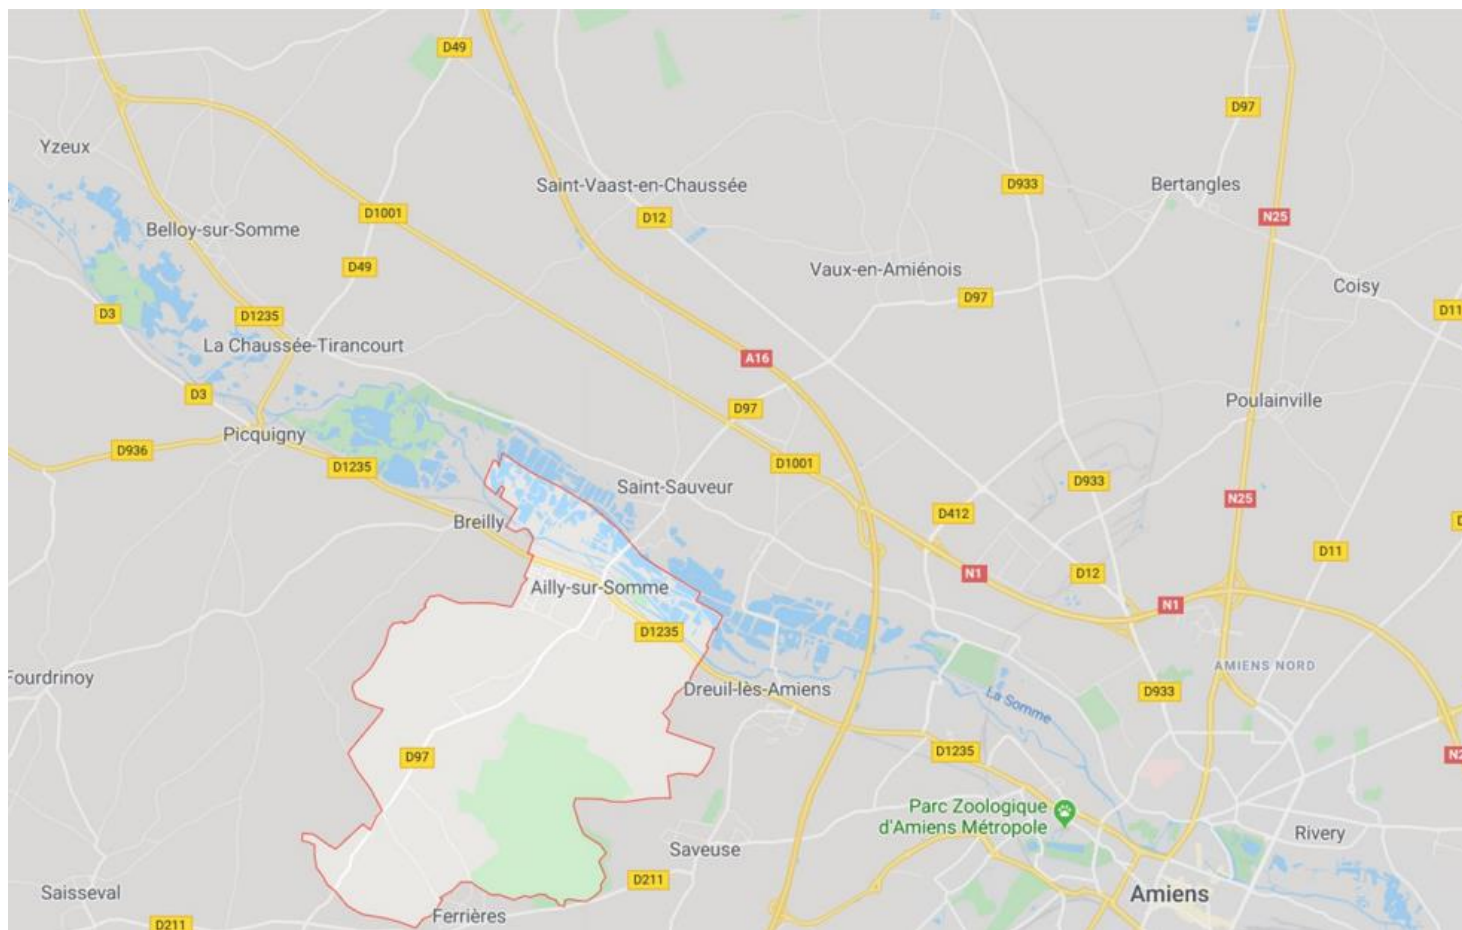 D49
D97
Yzeux
Saint-Vaast-en-Chaussée
D933
Bertangles
D1001
D12
N25
Belloy-sur-Somme
D49
Vaux-en-Amiénois
D97
Coisy
D3
D1235
D11
La Chaussée-Tirancourt
A16
D3
D97
Poulainville
Picquigny
D936
D1235
D1001
Saint-Sauveur
D933
N25
Breilly
D412
D11
Ailly-sur-Somme
N1
D12
N1
D1235
AMIENS NORD
Fourdrinoy
Dreuil-lès-Amiens
La Somme
D933
D97
D1235
Parc Zoologique
d'Amiens Métropole
Rivery
Saveuse
D211
Saisseval
Amiens
Ferrières
D211